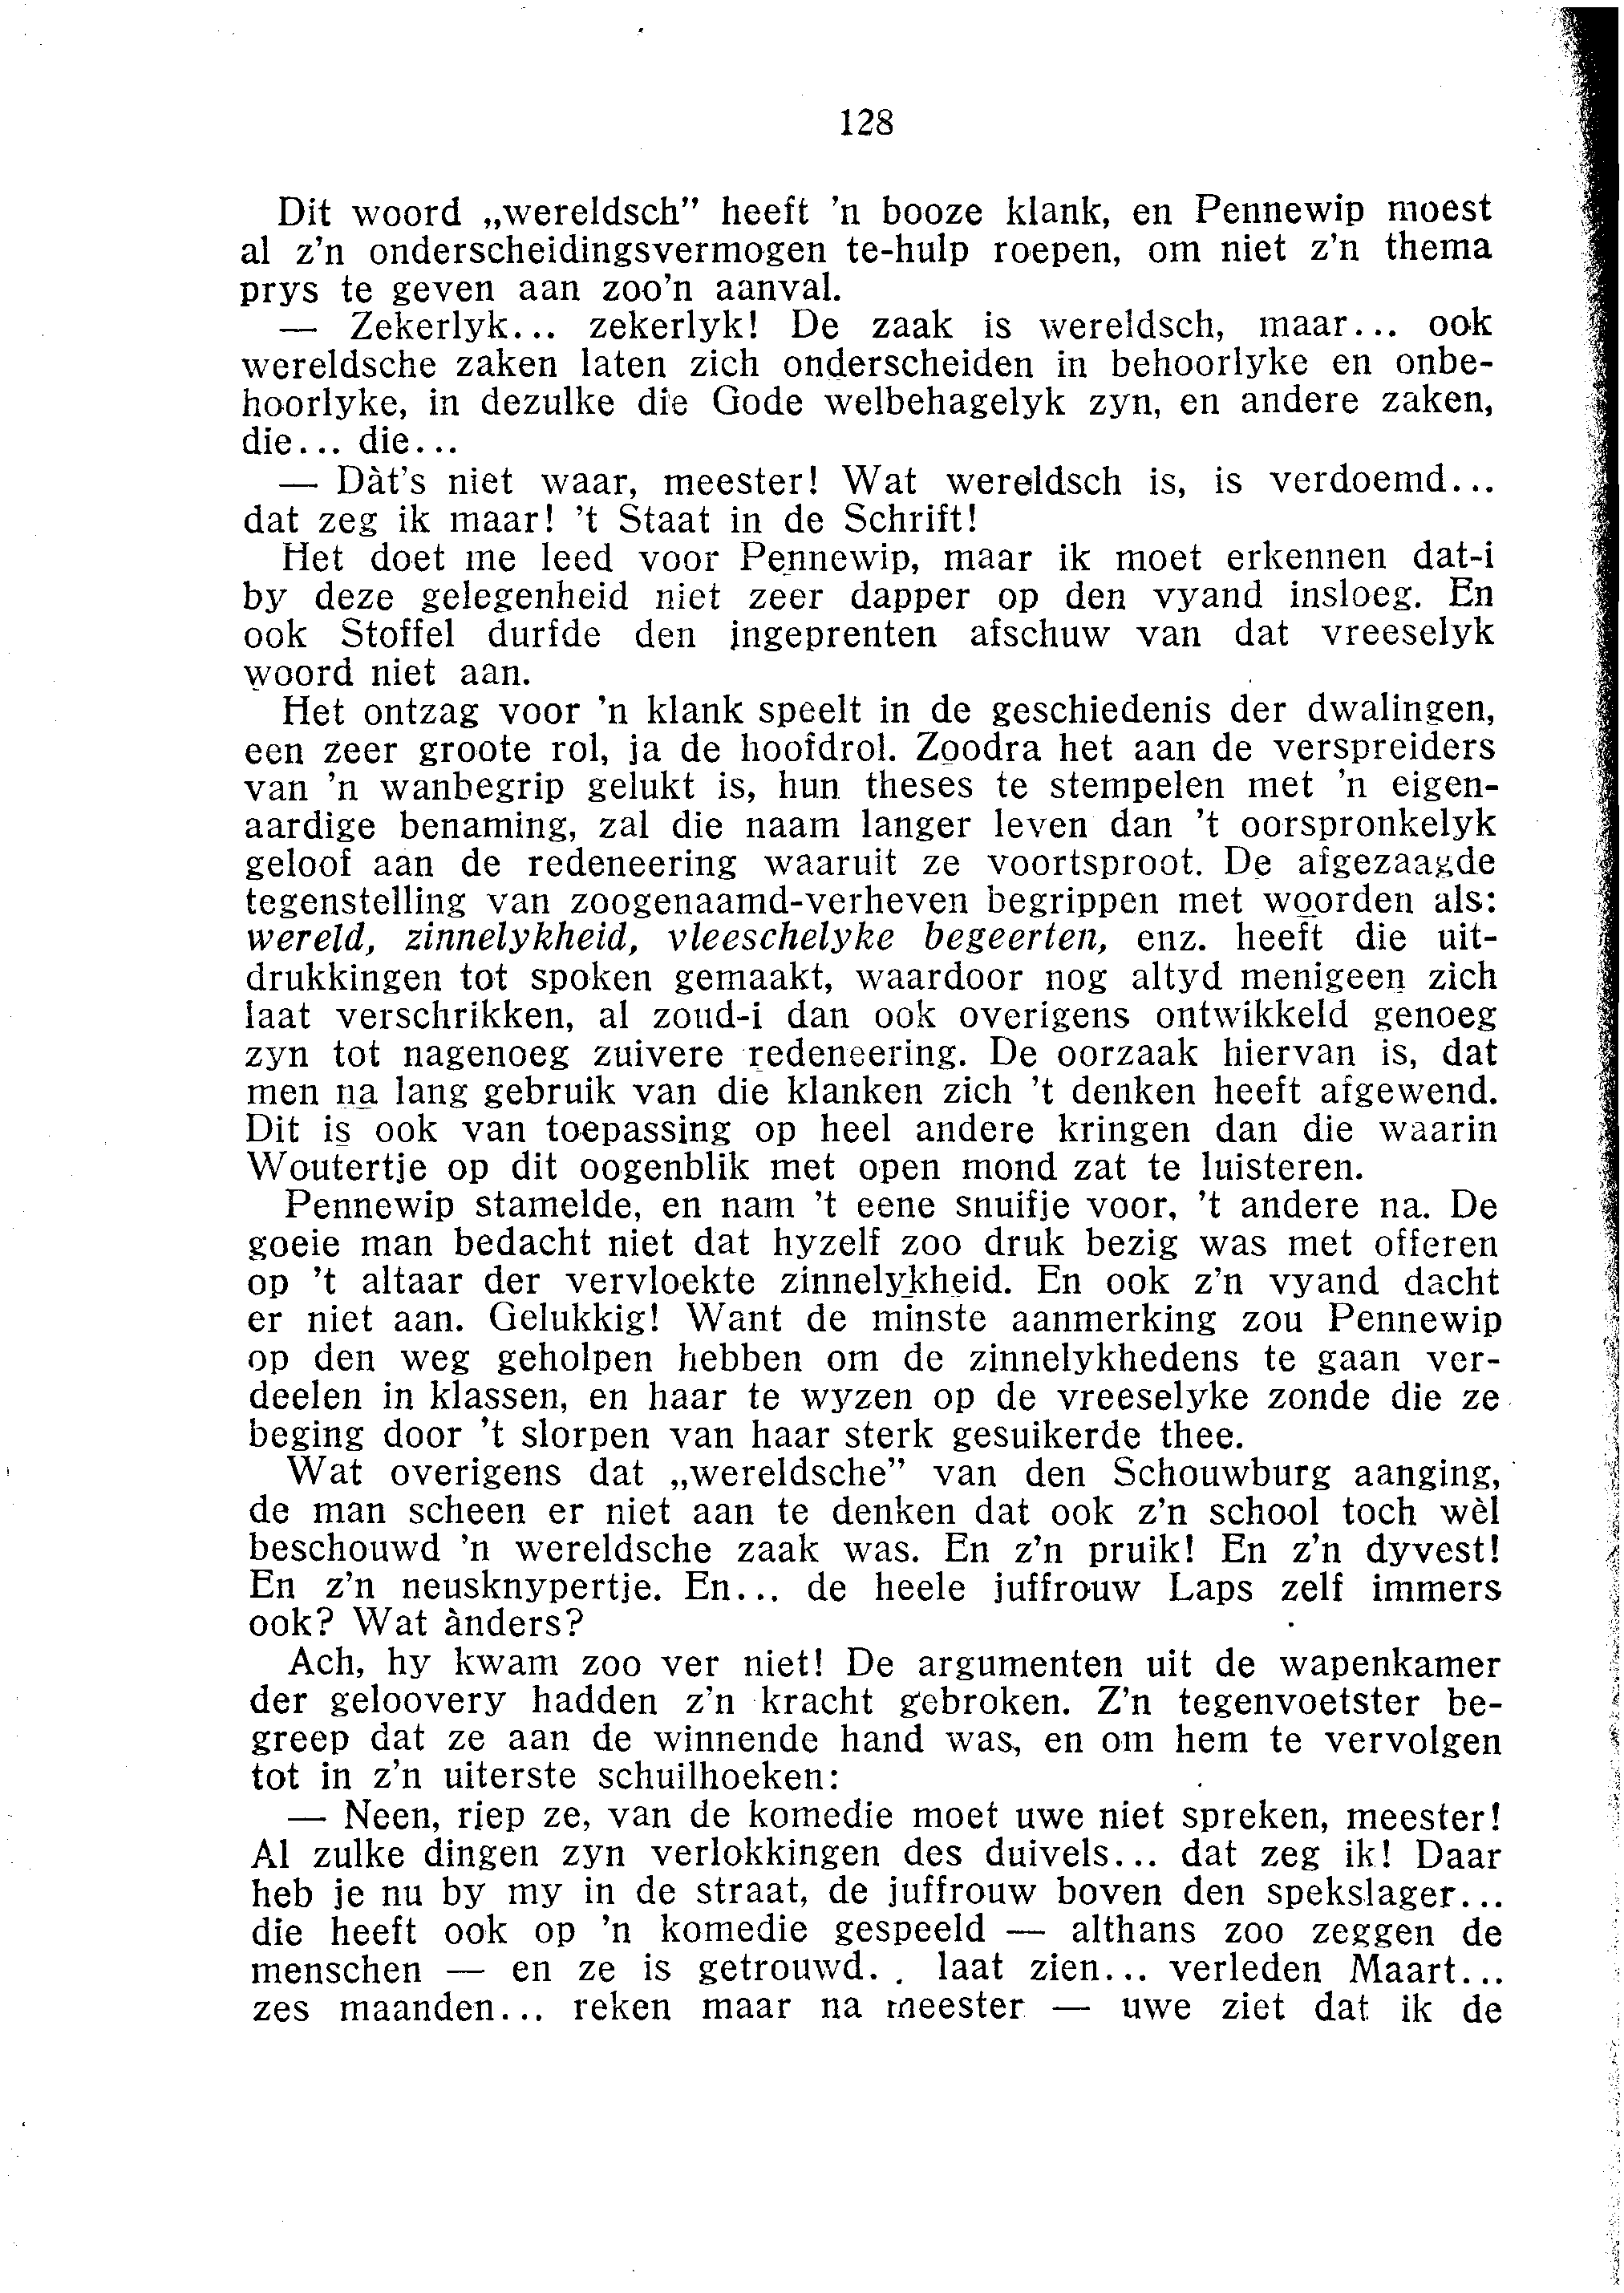 128
Dit woord „wereldsch” heeft 'n booze klank, en Pennewip moest
al z'n onderscheidingsvermogen te-hulp roepen, om niet z'n thema
prys te geven aan zoo'n aanval.
— Zekerlyk... zekerlyk! De zaak is wereldsch, maar... ook
wereldsche zaken laten zich onderscheiden in behoorlyke en onbe-
hoorlyke, in dezulke die Gode welbehagelyk zyn, en andere zaken,
die... die...
— Dàt's niet waar, meester! Wat wereldsch is, is verdoemd...
dat zeg ik maar! 't Staat in de Schrift!
Het doet me leed voor Pennewip, maar ik moet erkennen dat-i
by deze gelegenheid niet zeer dapper op den vyand insloeg. En
ook Stoffel durfde den ingeprenten afschuw van dat vreeselyk
woord niet aan.
Het ontzag voor 'n klank speelt in de geschiedenis der dwalingen,
een zeer groote rol, ja de hoofdrol. Zoodra het aan de verspreiders
van 'n wanbegrip gelukt is, hun theses te stempelen met 'n eigen-
aardige benaming, zal die naam langer leven dan 't oorspronkelyk
geloof aan de redeneering waaruit ze voortsproot. De afgezaagde
tegenstelling van zoogenaamd-verheven begrippen met woorden als:
wereld, zinnelykheid, vleeschelyke begeerten, enz. heeft die uit-
drukkingen tot spoken gemaakt, waardoor nog altyd menigeen zich
laat verschrikken, al zoud-i dan ook overigens ontwikkeld genoeg
zyn tot nagenoeg zuivere redeneering. De oorzaak hiervan is, dat
men na lang gebruik van die klanken zich 't denken heeft afgewend.
Dit is ook van toepassing op heel andere kringen dan die waarin
Woutertje op dit oogenblik met open mond zat te luisteren.
Pennewip stamelde, en nam 't eene snuifje voor, 't andere na. De
goeie man bedacht niet dat hyzelf zoo druk bezig was met offeren
op 't altaar der vervloekte zinnelykheid. En ook z'n vyand dacht
er niet aan. Gelukkig! Want de minste aanmerking zou Pennewip
op den weg geholpen hebben om de zinnelykhedens te gaan ver-
deelen in klassen, en haar te wyzen op de vreeselyke zonde die ze
beging door 't slorpen van haar sterk gesuikerde thee.
Wat overigens dat „wereldsche” van den Schouwburg aanging,
de man scheen er niet aan te denken dat ook z'n school toch wèl
beschouwd 'n wereldsche zaak was. En z'n pruik! En z'n dyvest!
En z'n neusknypertje. En... de heele juffrouw Laps zelf immers
ook? Wat ànders?
Ach, hy kwam zoo ver niet! De argumenten uit de wapenkamer
der geloovery hadden z'n kracht gebroken. Z'n tegenvoetster be-
greep dat ze aan de winnende hand was, en om hem te vervolgen
tot in z'n uiterste schuilhoeken:
— Neen, riep ze, van de komedie moet uwe niet spreken, meester!
Al zulke dingen zyn verlokkingen des duivels... dat zeg ik! Daar
heb je nu by my in de straat, de juffrouw boven den spekslager...
die heeft ook op 'n komedie gespeeld — althans zoo zeggen de
menschen — en ze is getrouwd. . laat zien... verleden Maart...
zes maanden... reken maar na meester — uwe ziet dat ik de